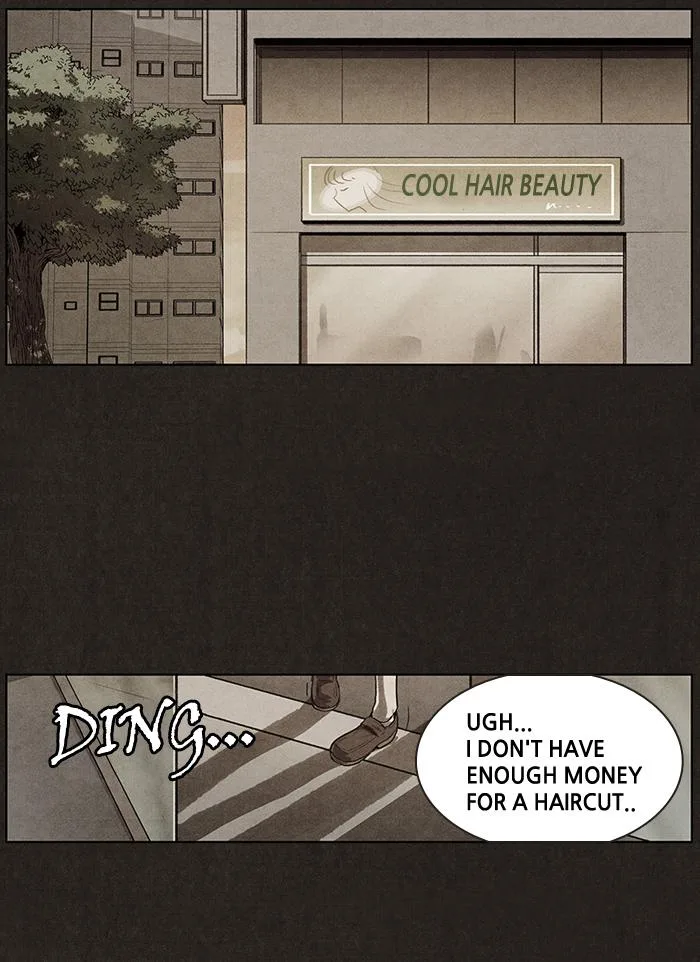 COOL HAIR BEAUTY
DING...
UGH...
I DON'T HAVE
ENOUGH MONEY
FOR A HAIRCUT..